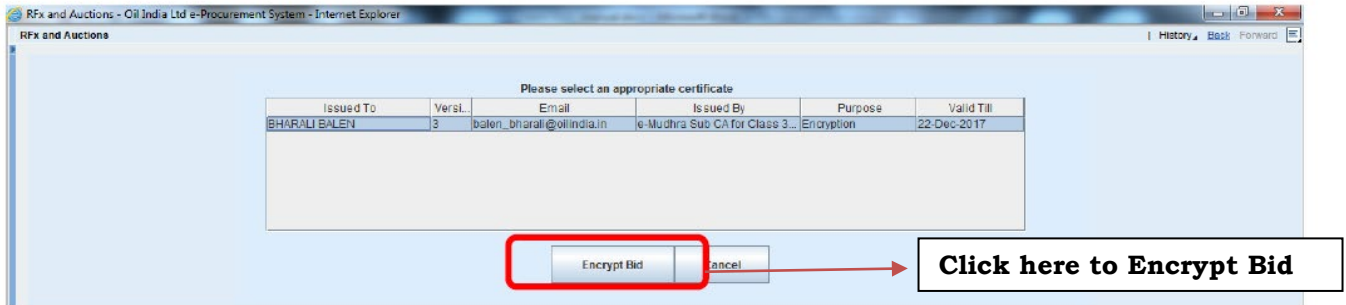 RFx and Auctions - Oil India Ltd e-Procurement System - Internet Explorer
RFx and Auctions | History Back Forward
Please select an appropriate certificate
Issued To Versi... Email Issued By Purpose Valid Till
BHARALI BALEN 3 balen_bharali@oilindia.in e-Mudhra Sub CA for Class 3... Encryption 22-Dec-2017
Encrypt Bid Cancel
Click here to Encrypt Bid